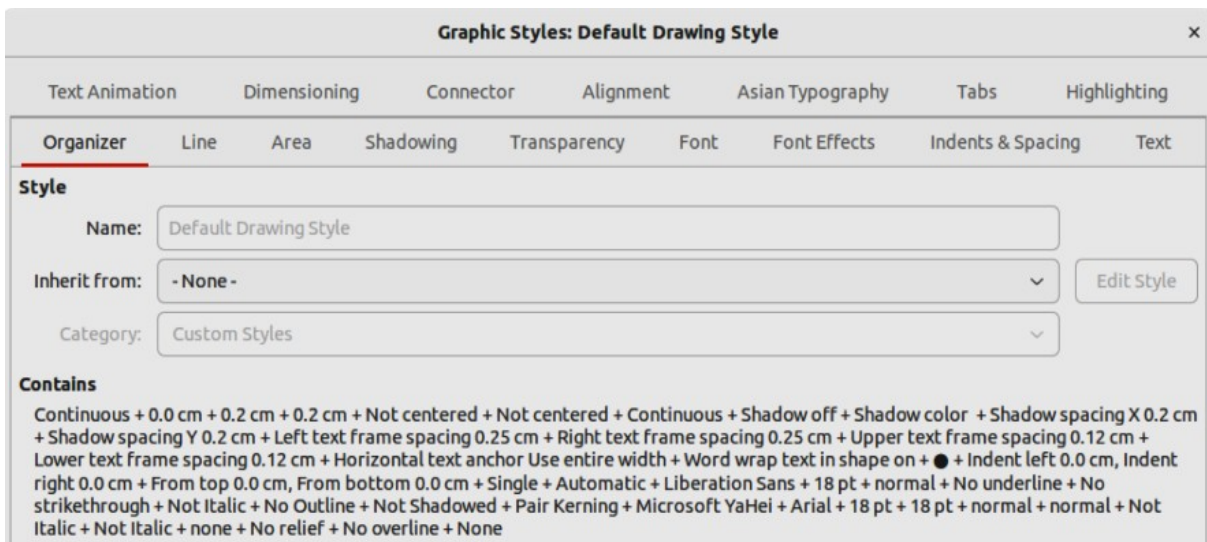 Graphic Styles: Default Drawing Style ×
Text Animation Dimensioning Connector Alignment Asian Typography Tabs Highlighting
Organizer Line Area Shadowing Transparency Font Font Effects Indents & Spacing Text
Style
Name: Default Drawing Style
Inherit from: - None - Edit Style
Category: Custom Styles
Contains
Continuous + 0.0 cm + 0.2 cm + 0.2 cm + Not centered + Not centered + Continuous + Shadow off + Shadow color + Shadow spacing X 0.2 cm
+ Shadow spacing Y 0.2 cm + Left text frame spacing 0.25 cm + Right text frame spacing 0.25 cm + Upper text frame spacing 0.12 cm +
Lower text frame spacing 0.12 cm + Horizontal text anchor Use entire width + Word wrap text in shape on + ● + Indent left 0.0 cm, Indent
right 0.0 cm + From top 0.0 cm, From bottom 0.0 cm + Single + Automatic + Liberation Sans + 18 pt + normal + No underline + No
strikethrough + Not Italic + No Outline + Not Shadowed + Pair Kerning + Microsoft YaHei + Arial + 18 pt + 18 pt + normal + normal + Not
Italic + Not Italic + none + No relief + No overline + None